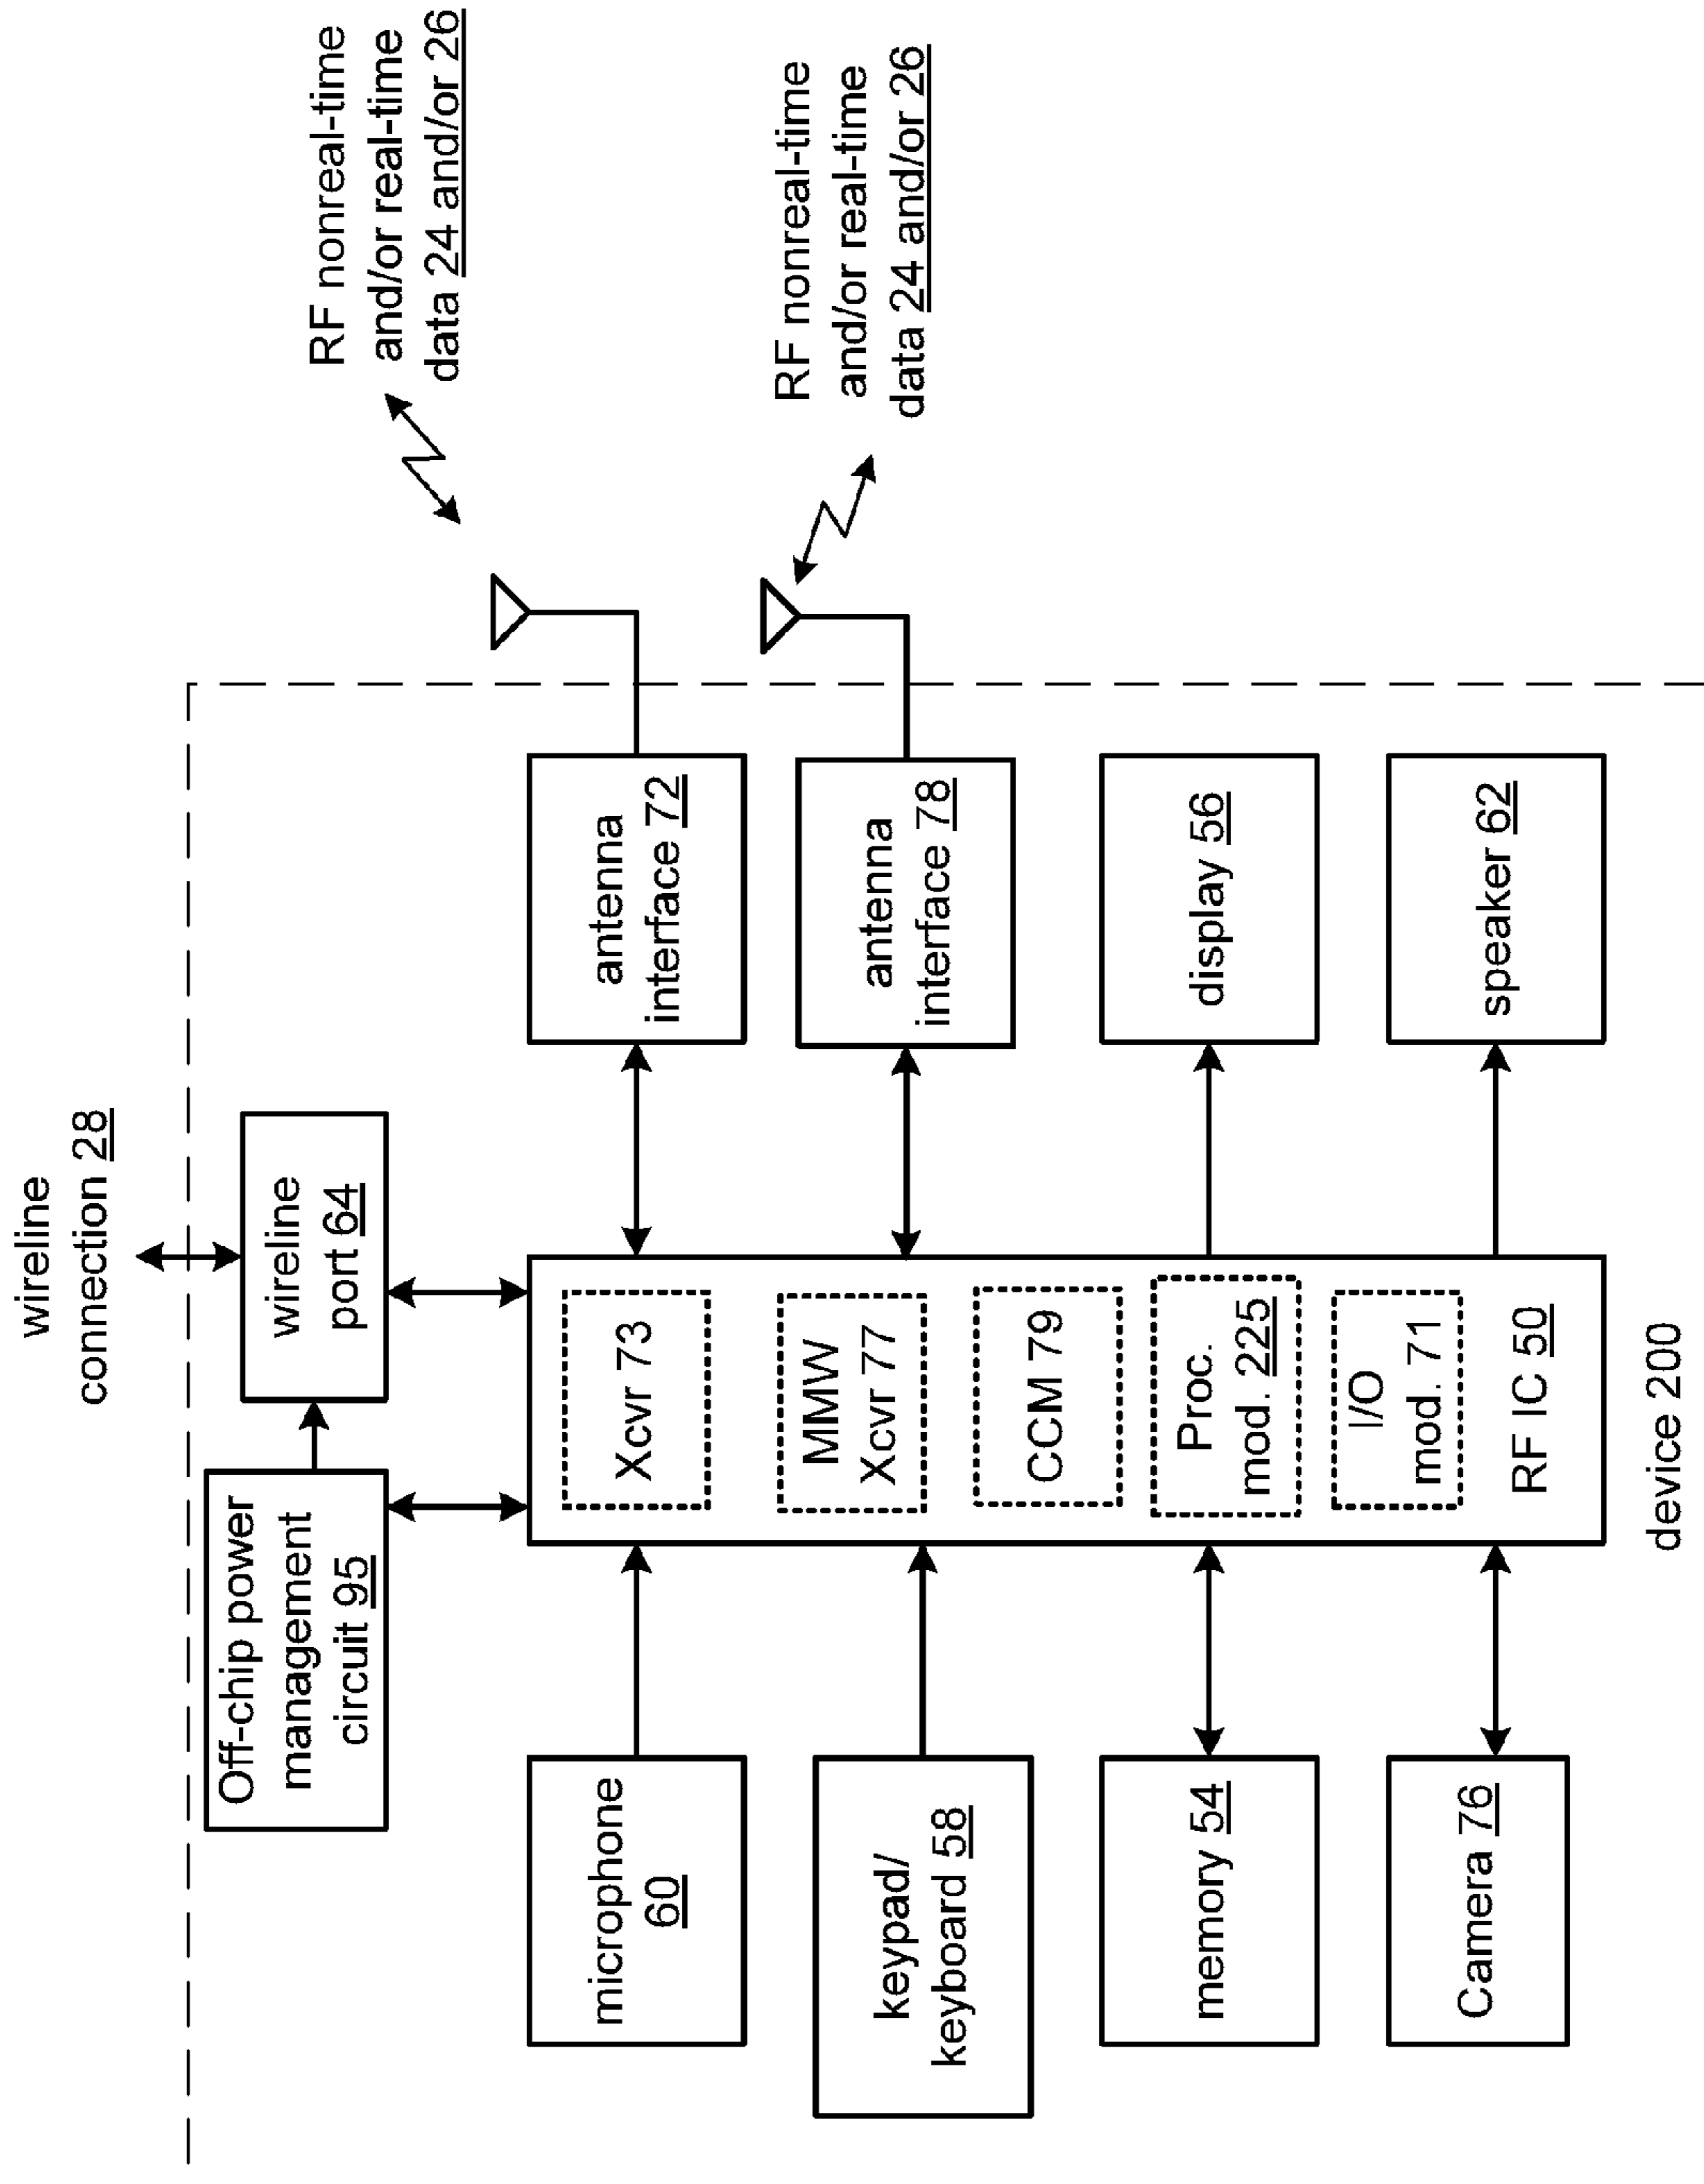 wireline
connection 28
Off-chip power
management
circuit 95
wireline
port 64
RF nonreal-time
and/or real-time
data 24 and/or 26
RF nonreal-time
and/or real-time
data 24 and/or 26
microphone
60
Xcvr 73
antenna
interface 72
keypad/
keyboard 58
MMW
Xcvr 77
antenna
interface 78
CCM 79
memory 54
Proc.
mod. 225
display 56
Camera 76
I/O
mod. 71
RF IC 50
speaker 62
device 200